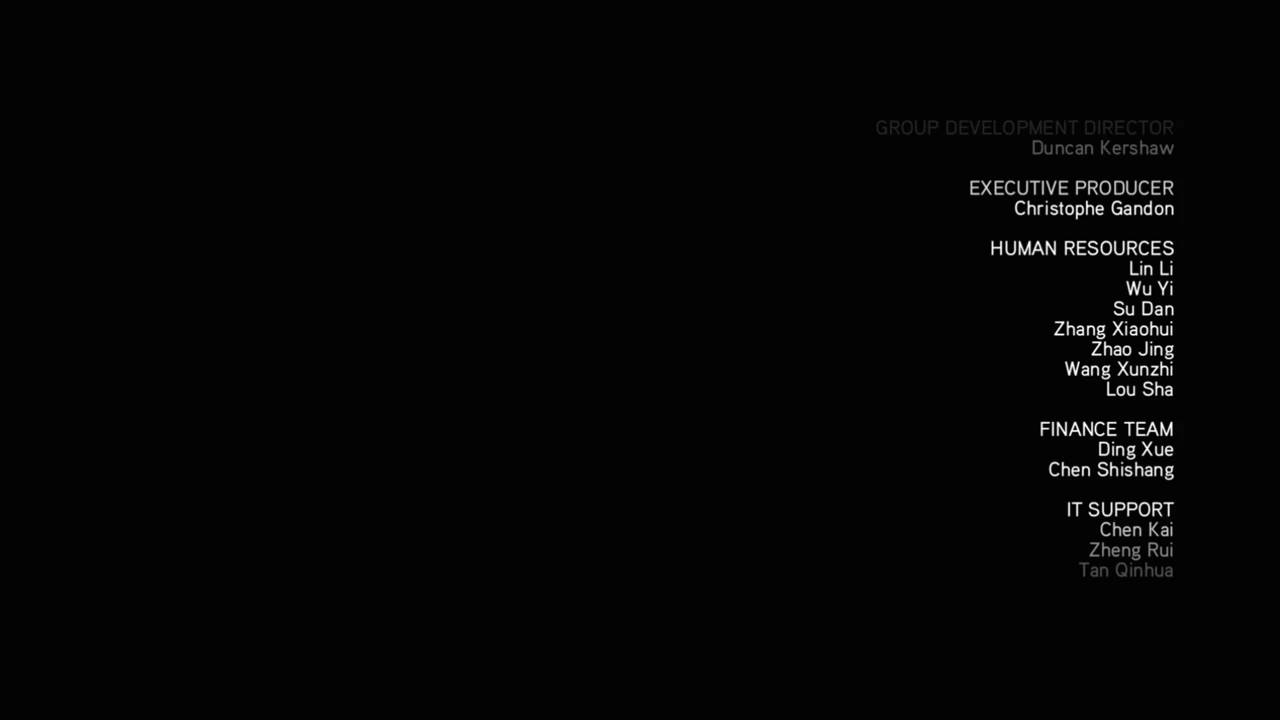 GROUP DEVELOPMENT DIRECTOR
Duncan Kershaw
EXECUTIVE PRODUCER
Christophe Gandon
HUMAN RESOURCES
Lin Li
Wu Yi
Su Dan
Zhang Xiaohui
Zhao Jing
Wang Xunzhi
Lou Sha
FINANCE TEAM
Ding Xue
Chen Shishang
IT SUPPORT
Chen Kai
Zheng Rui
Tan Qinhua